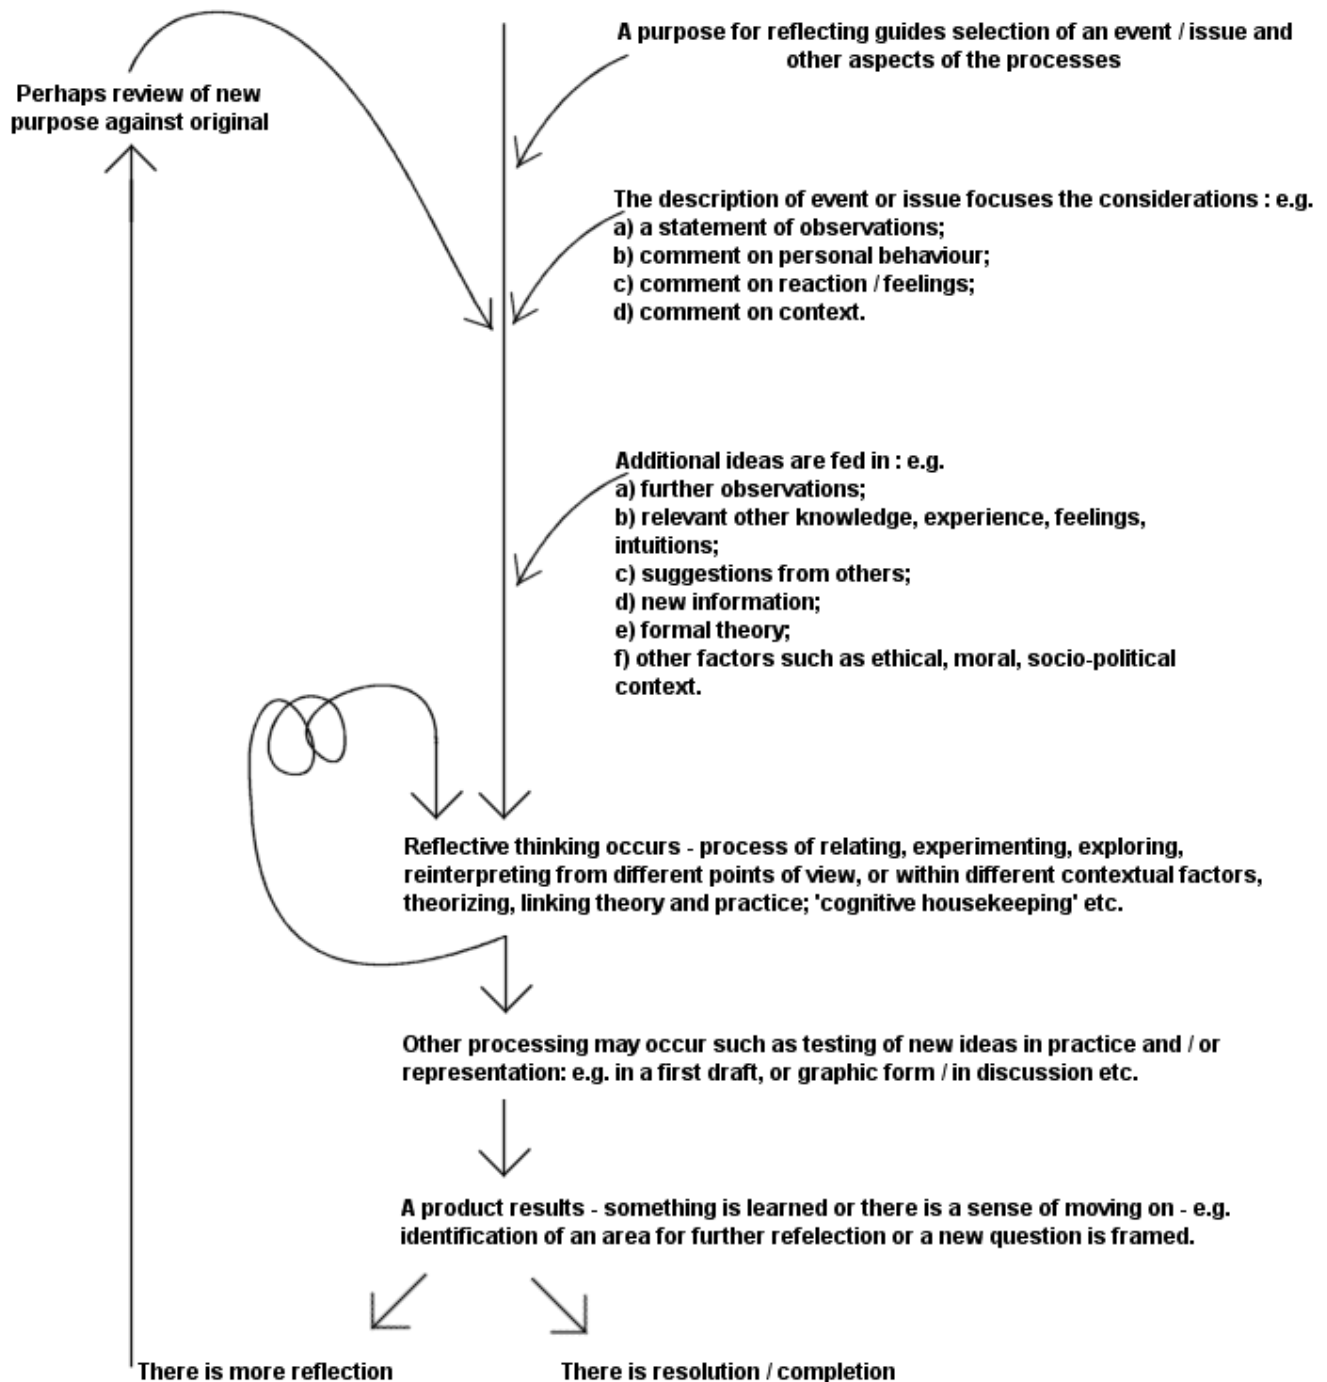 A purpose for reflecting guides selection of an event / issue and
other aspects of the processes
Perhaps review of new
purpose against original
The description of event or issue focuses the considerations : e.g.
a) a statement of observations;
b) comment on personal behaviour;
c) comment on reaction / feelings;
d) comment on context.
Additional ideas are fed in : e.g.
a) further observations;
b) relevant other knowledge, experience, feelings,
intuitions;
c) suggestions from others;
d) new information;
e) formal theory;
f) other factors such as ethical, moral, socio-political
context.
Reflective thinking occurs - process of relating, experimenting, exploring,
reinterpreting from different points of view, or within different contextual factors,
theorizing, linking theory and practice; 'cognitive housekeeping' etc.
Other processing may occur such as testing of new ideas in practice and / or
representation: e.g. in a first draft, or graphic form / in discussion etc.
A product results - something is learned or there is a sense of moving on - e.g.
identification of an area for further refelection or a new question is framed.
There is more reflection
There is resolution / completion